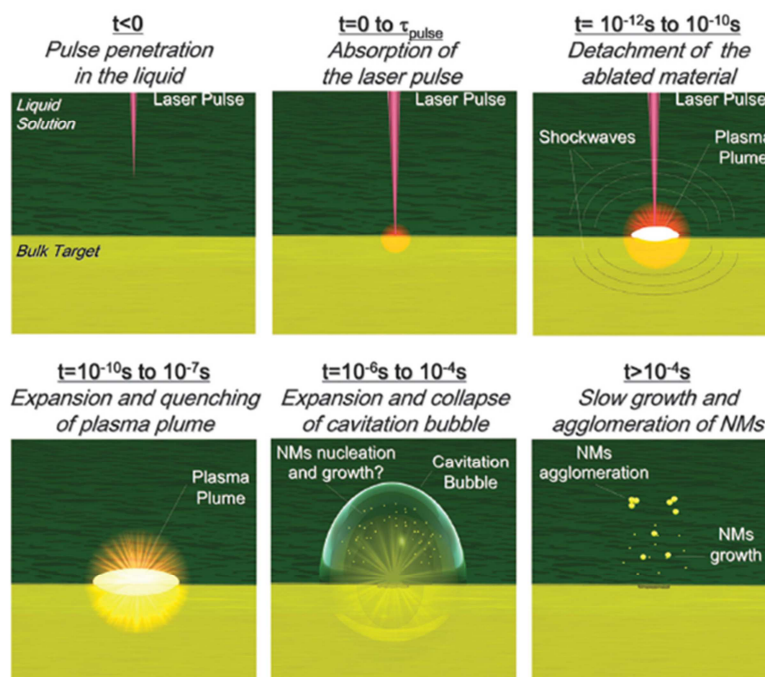 t<0
Pulse penetration
in the liquid
Liquid
Solution
Laser Pulse
Bulk Target
t=0 to τpulse
Absorption of
the laser pulse
Laser Pulse
t= 10⁻¹²s to 10⁻¹⁰s
Detachment of the
ablated material
Laser Pulse
Shockwaves
Plasma
Plume
t=10⁻¹⁰s to 10⁻⁷s
Expansion and quenching
of plasma plume
Plasma
Plume
t=10⁻⁶s to 10⁻⁴s
Expansion and collapse
of cavitation bubble
NMs nucleation
and growth?
Cavitation
Bubble
t>10⁻⁴s
Slow growth and
agglomeration of NMs
NMs
agglomeration
NMs
growth